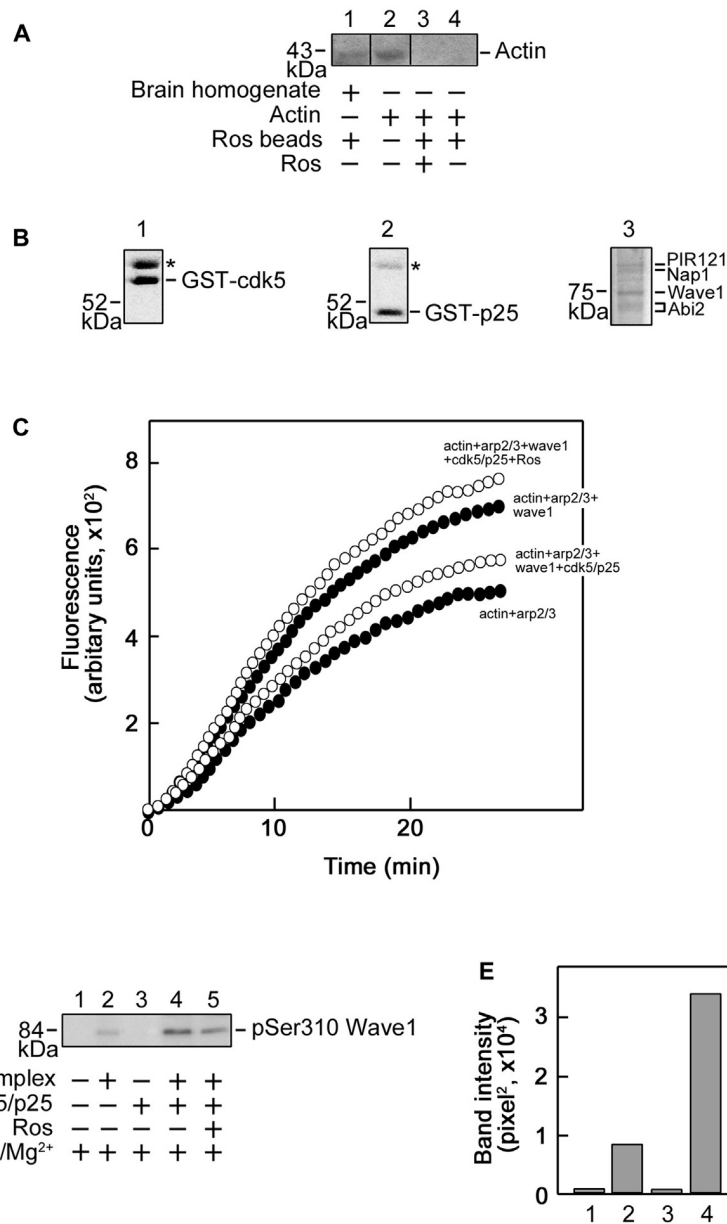 A
1 2 3 4
43
kDa
Actin
Brain homogenate + − − −
Actin − + + +
Ros beads + − + +
Ros − − + −
B
1 2 3
*
GST-cdk5
52
kDa
*
52
kDa
GST-p25
75
kDa
PIR121
Nap1
Wave1
Abi2
C
Fluorescence
(arbitary units, x10²)
8
6
4
2
0 10 20
Time (min)
actin+arp2/3+wave1
+cdk5/p25+Ros
actin+arp2/3+
wave1
actin+arp2/3+
wave1+cdk5/p25
actin+arp2/3
1 2 3 4 5
84
kDa
pSer310 Wave1
mplex − + − + +
5/p25 − − + + +
Ros +
/Mg²⁺ + + + + +
E
Band intensity
(pixel², x10⁴)
3
2
1
0
1 2 3 4